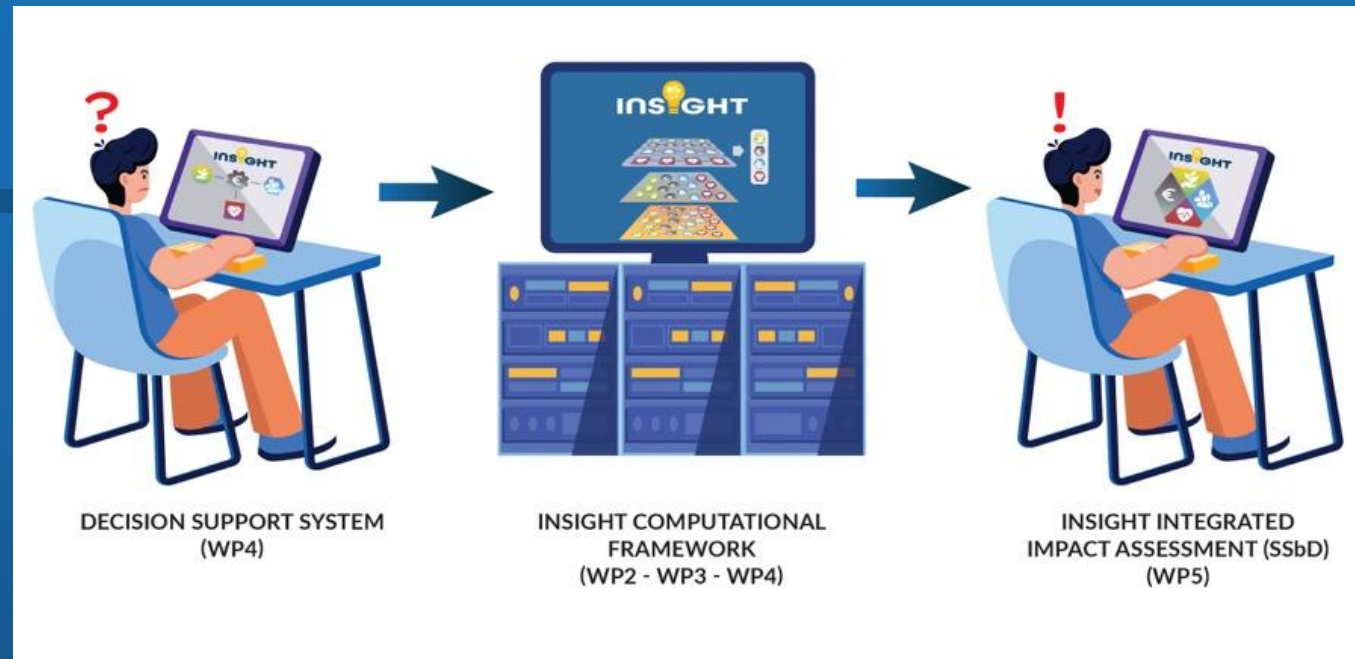 ?
INSIGHT
INSIGHT
!
INSIGHT
€
DECISION SUPPORT SYSTEM
(WP4)
INSIGHT COMPUTATIONAL
FRAMEWORK
(WP2 - WP3 - WP4)
INSIGHT INTEGRATED
IMPACT ASSESSMENT (SSbD)
(WP5)